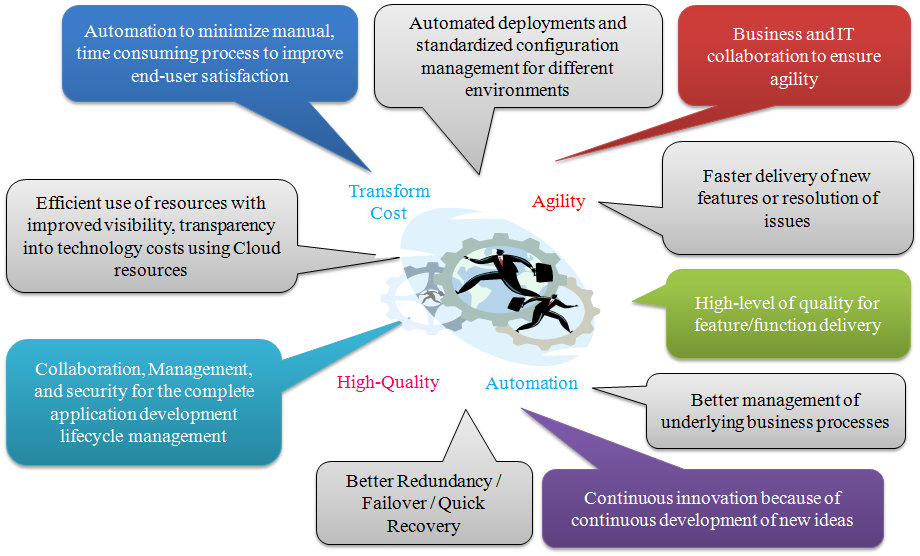 Automation to minimize manual,
time consuming process to improve
end-user satisfaction
Automated deployments and
standardized configuration
management for different
environments
Business and IT
collaboration to ensure
agility
Transform
Cost
Agility
Faster delivery of new
features or resolution of
issues
Efficient use of resources with
improved visibility, transparency
into technology costs using Cloud
resources
High-level of quality for
feature/function delivery
Collaboration, Management,
and security for the complete
application development
lifecycle management
High-Quality
Automation
Better management of
underlying business processes
Better Redundancy /
Failover / Quick
Recovery
Continuous innovation because of
continuous development of new ideas